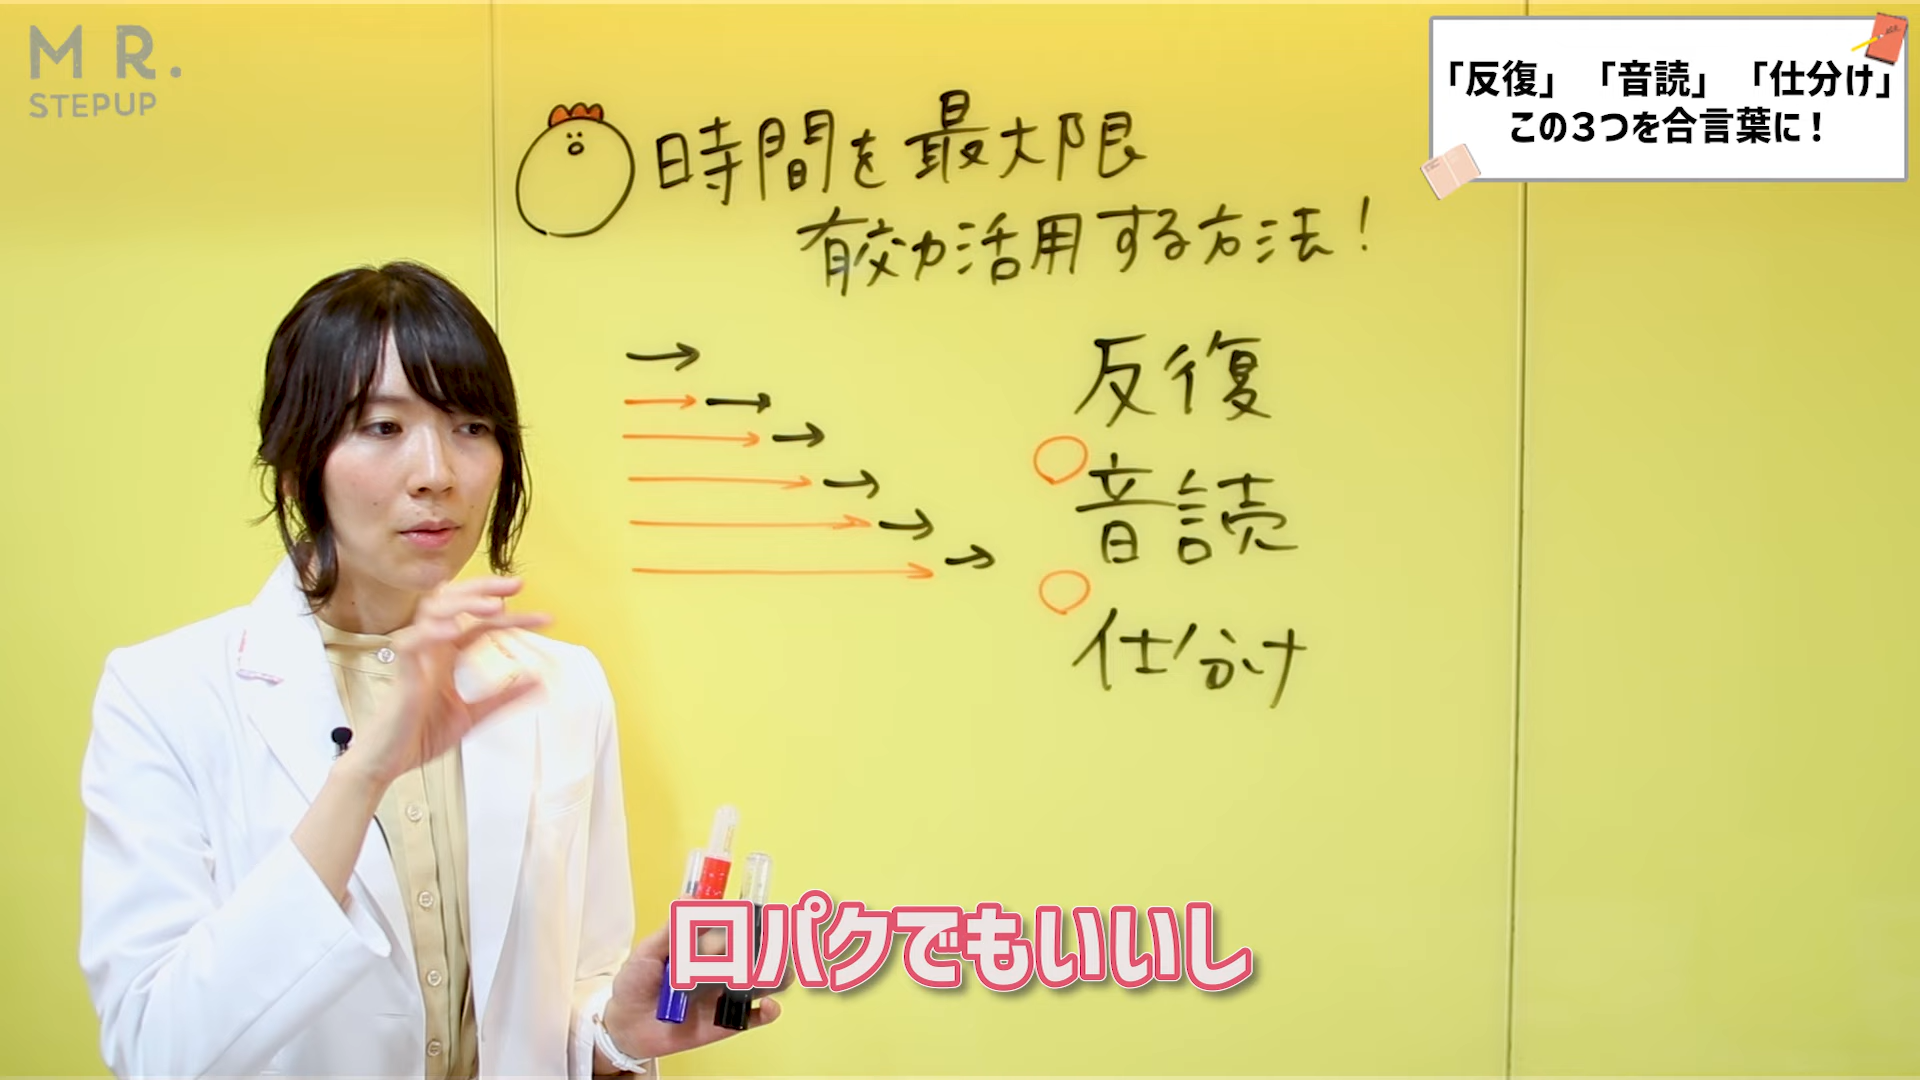 MR.
STEPUP
「反復」「音読」「仕分け」
この3つを合言葉に!
時間を最大限
有効活用する方法!
反復
音読
仕分け
口パクでもいいし